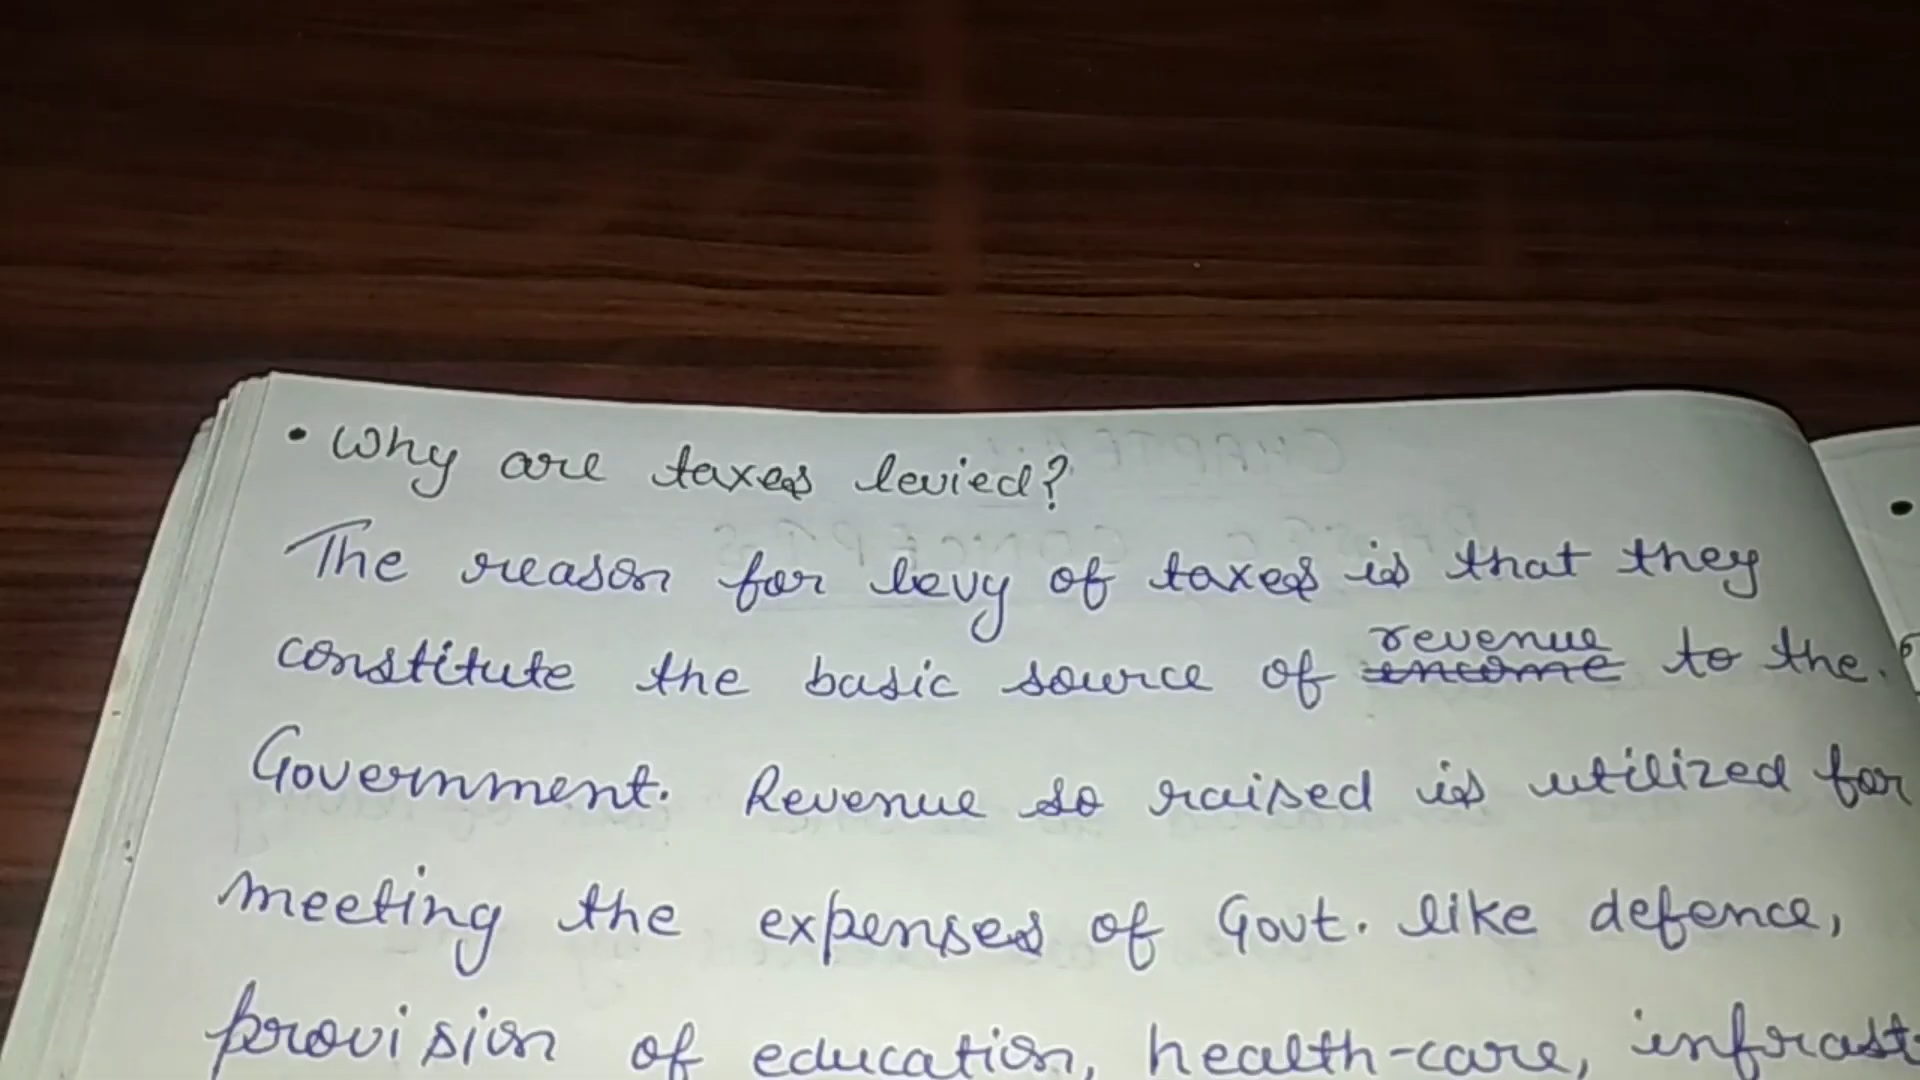 • Why are taxes levied?
The reason for levy of taxes is that they
revenue
constitute the basic source of income to the
Government. Revenue so raised is utilized for
meeting the expenses of Govt. like defence,
provision of education, health-care, infrast